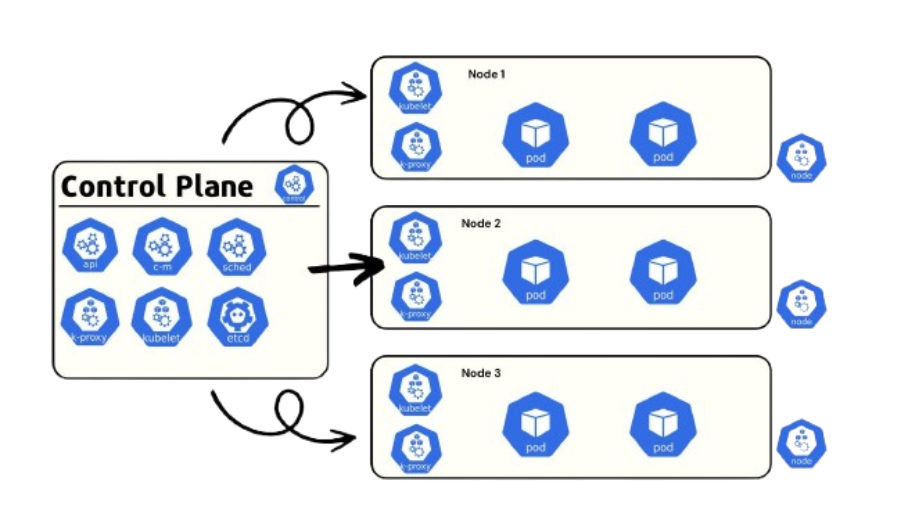 Control Plane
control
api
c-m
sched
k-proxy
kubelet
etcd
Node 1
kubelet
k-proxy
pod
pod
node
Node 2
kubelet
k-proxy
pod
pod
node
Node 3
kubelet
k-proxy
pod
pod
node